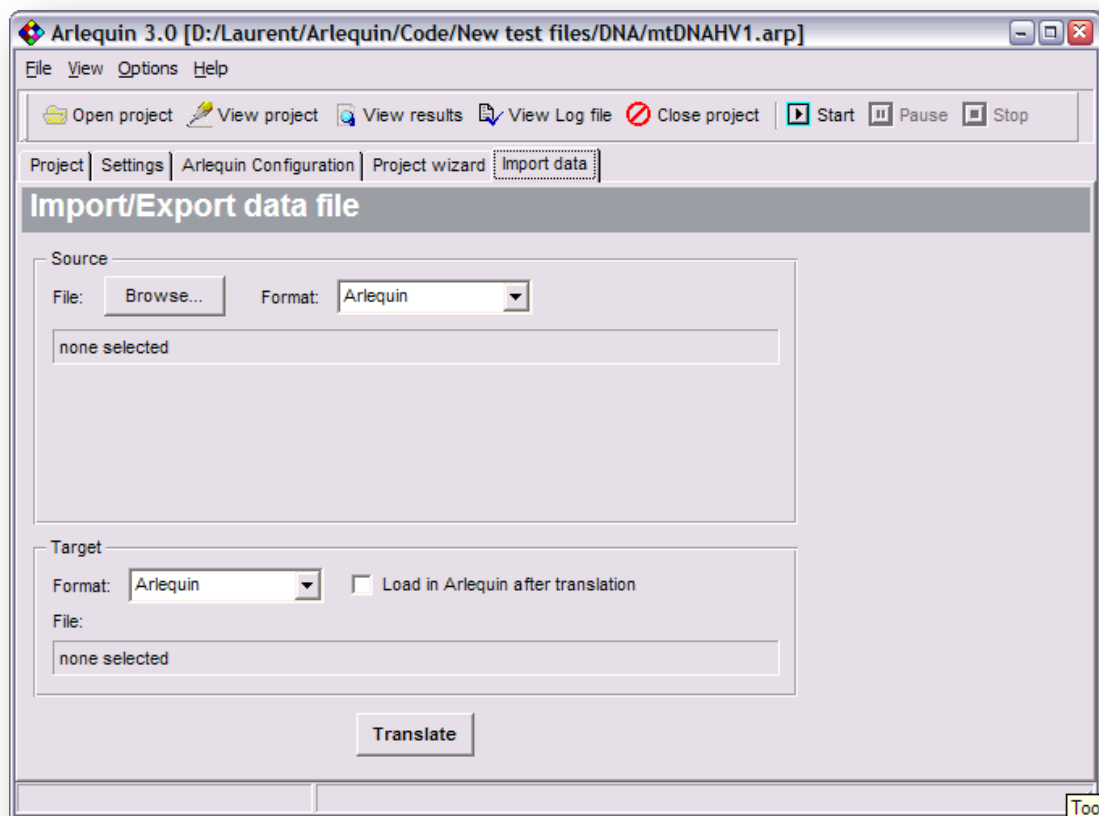 Arlequin 3.0 [D:/Laurent/Arlequin/Code/New test files/DNA/mtDNAHV1.arp]
File View Options Help
Open project View project View results View Log file Close project Start Pause Stop
Project Settings Arlequin Configuration Project wizard Import data
Import/Export data file
Source
File: Browse... Format: Arlequin
none selected
Target
Format: Arlequin Load in Arlequin after translation
File:
none selected
Translate
Too